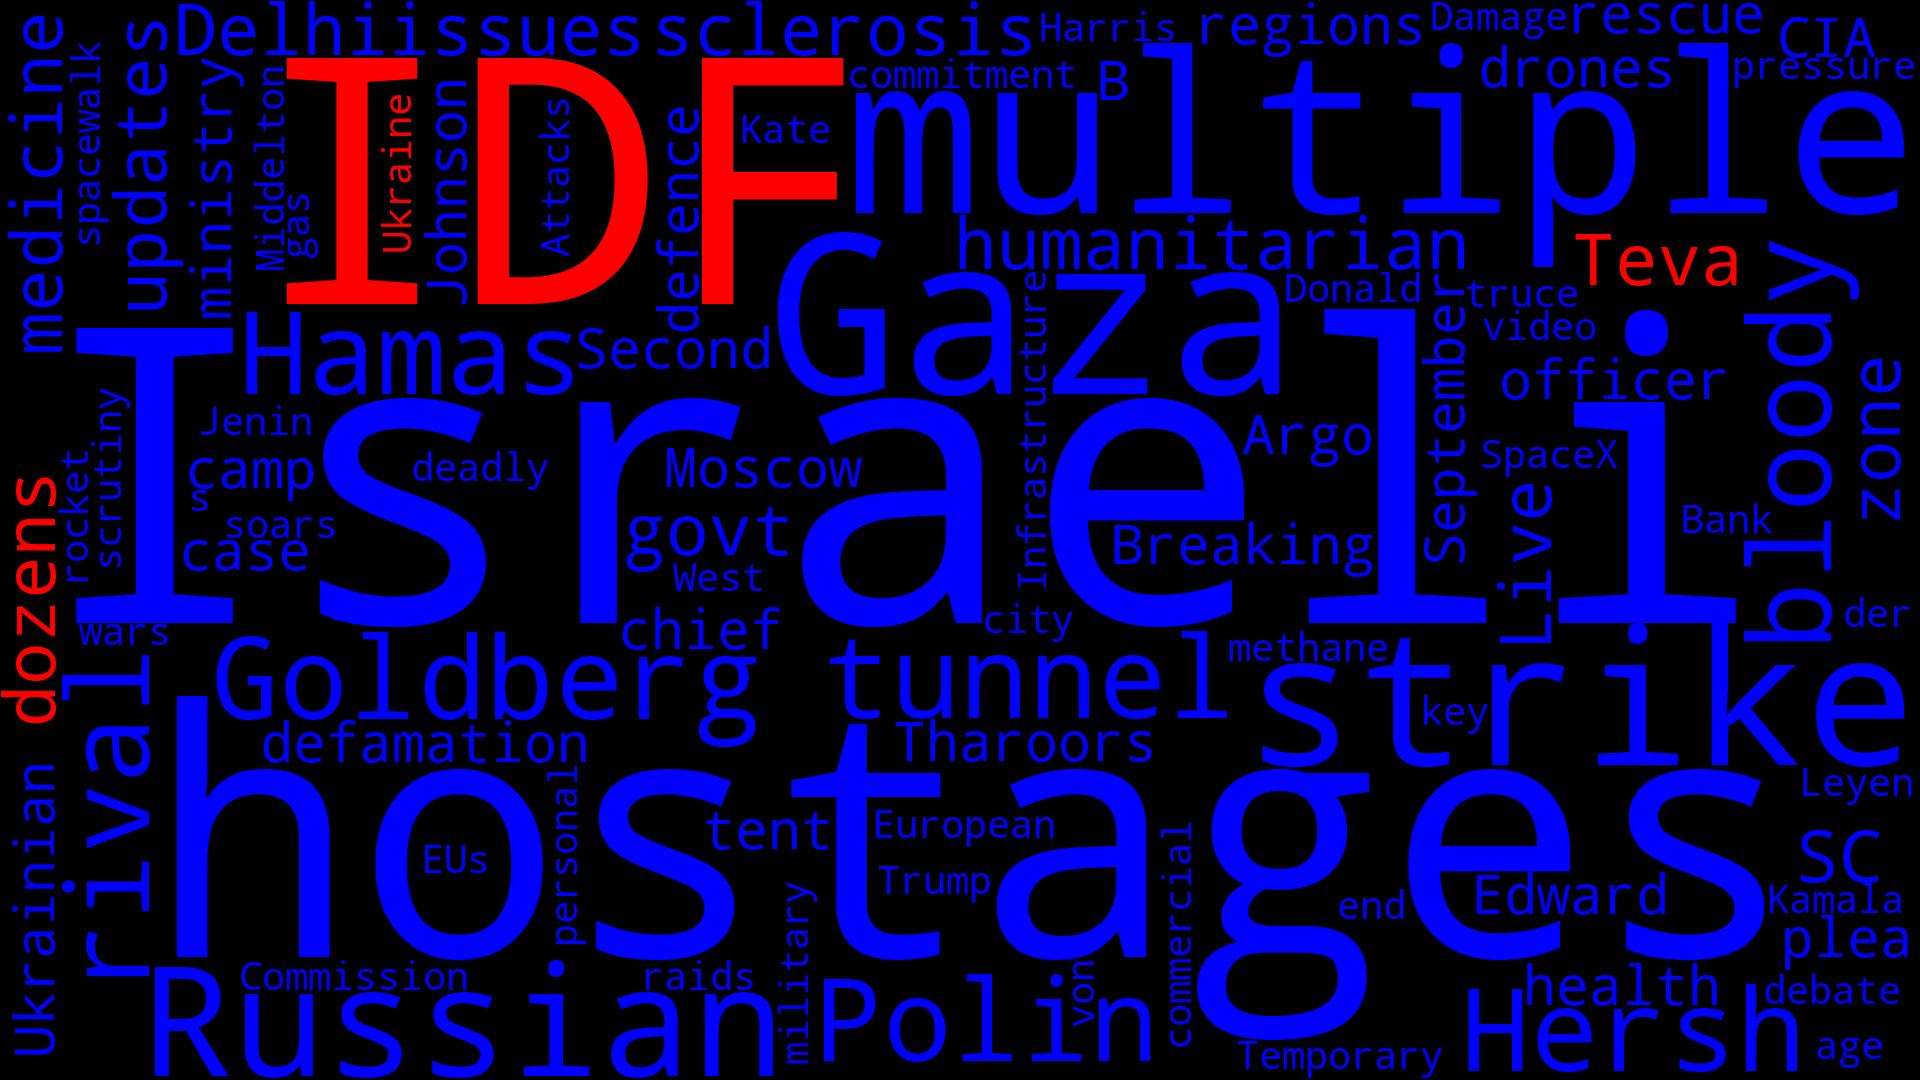 Delhi
issues
sclerosis
Harris
regions
Damage
rescue
CIA
medicine
spacewalk
updates
ministry
Middelton
gas
IDF
Ukraine
Johnson
Attacks
defence
Kate
commitment
B
multiple
drones
pressure
humanitarian
Teva
Gaza
Donald
truce
video
Hamas
Second
Infrastructure
September
officer
bloody
zone
Israeli
Jenin
camp
s
soars
case
deadly
Moscow
govt
West
Argo
Breaking
SpaceX
Live
Bank
rocket
scrutiny
dozens
wars
chief
city
der
Goldberg
tunnel
methane
strike
key
rival
defamation
Tharoors
hostages
Leyen
Ukrainian
EUs
personal
tent
European
Trump
commercial
end
Edward
SC
Kamala
plea
Russian
Commission
raids
military
Polin
von
Temporary
Hersh
health
debate
age